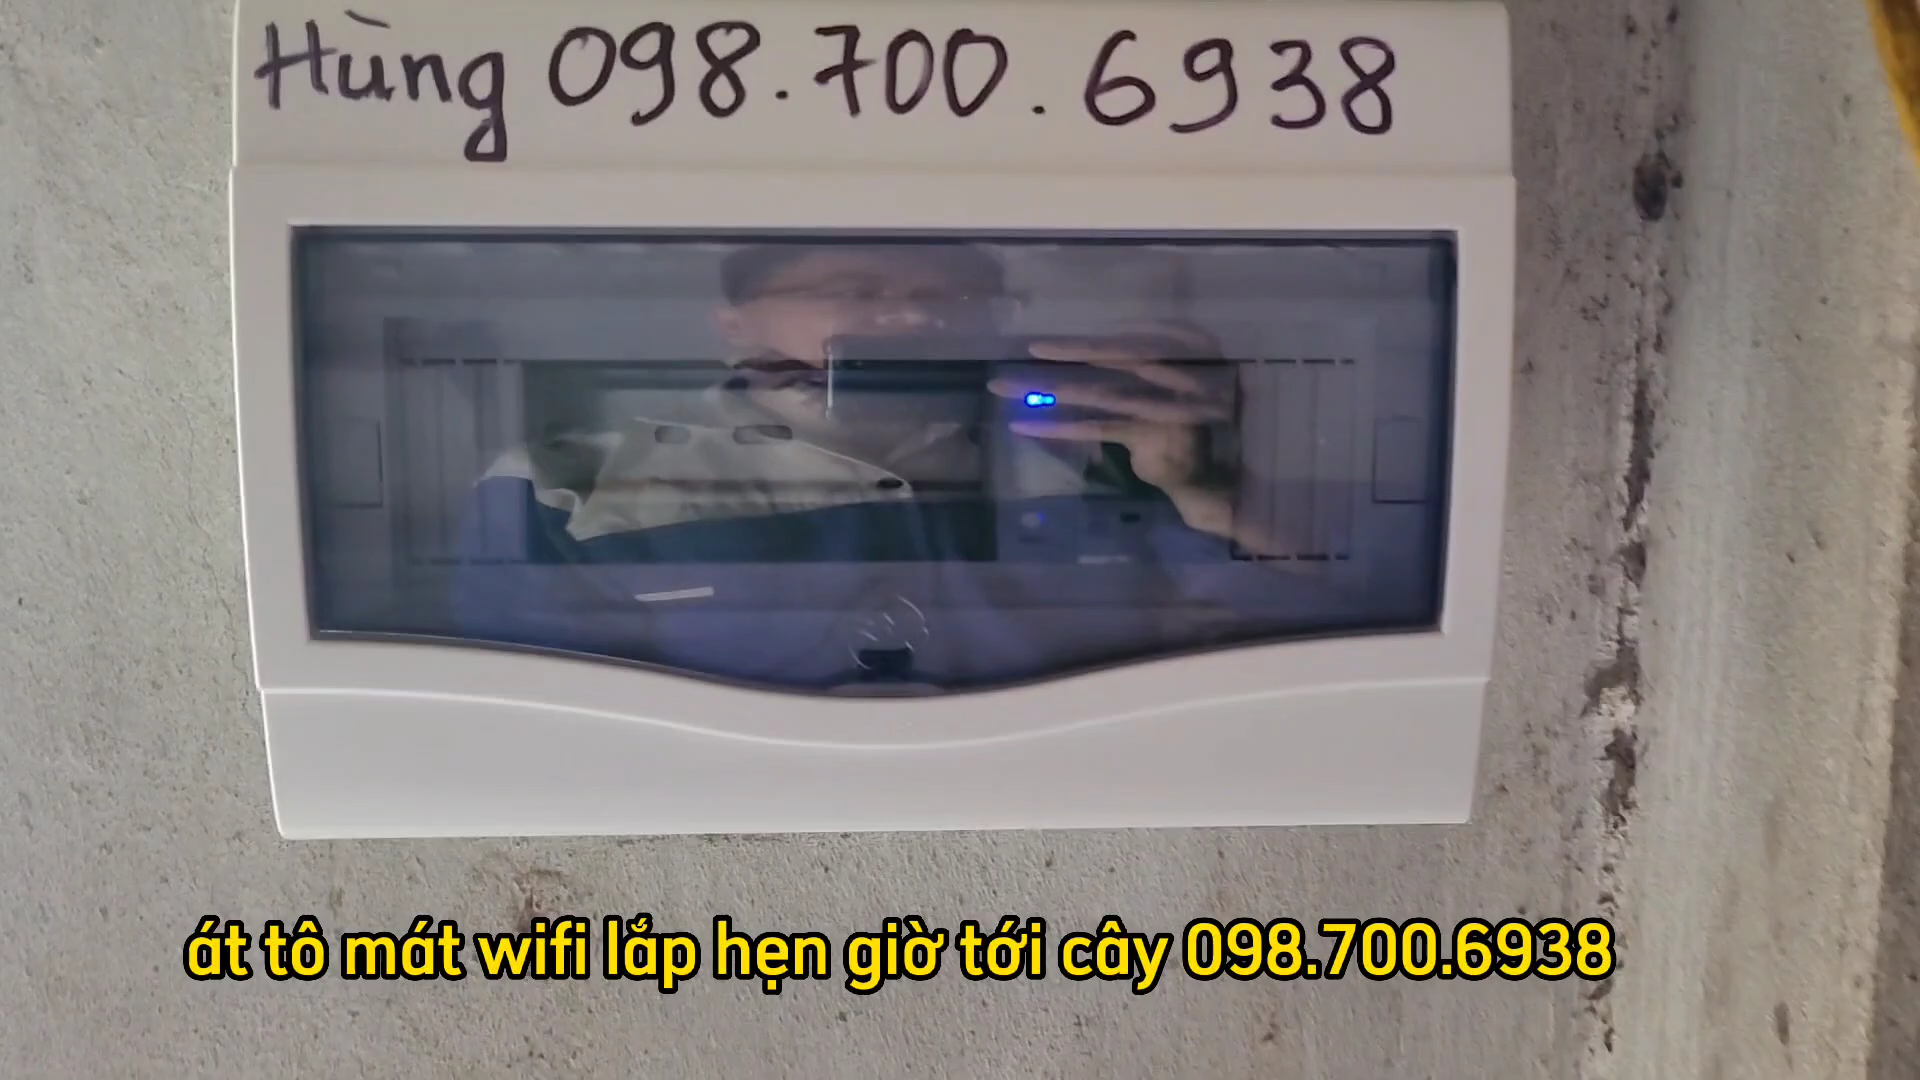 Hùng 098.700.6938
át tô mát wifi lắp hẹn giờ tới cây 098.700.6938